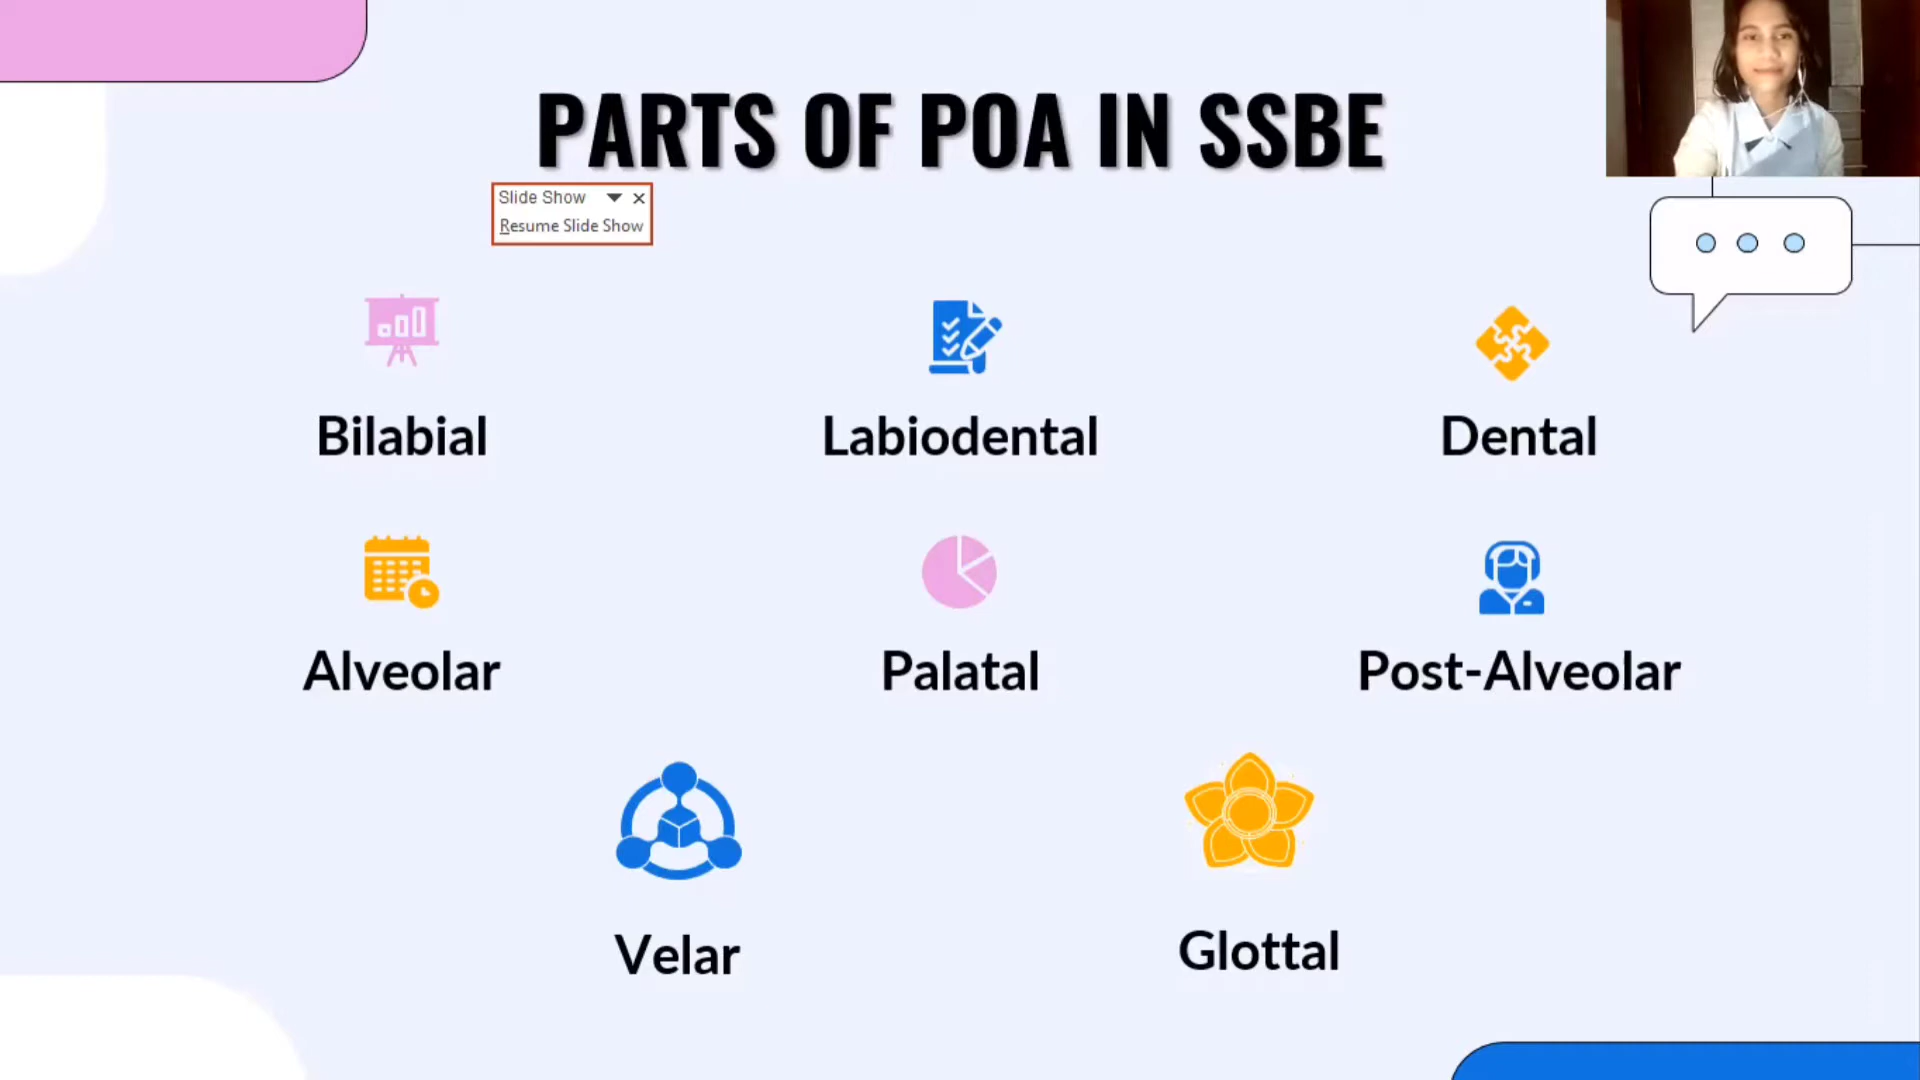 PARTS OF POA IN SSBE
Slide Show
Resume Slide Show
Bilabial
Labiodental
Dental
Alveolar
Palatal
Post-Alveolar
Velar
Glottal